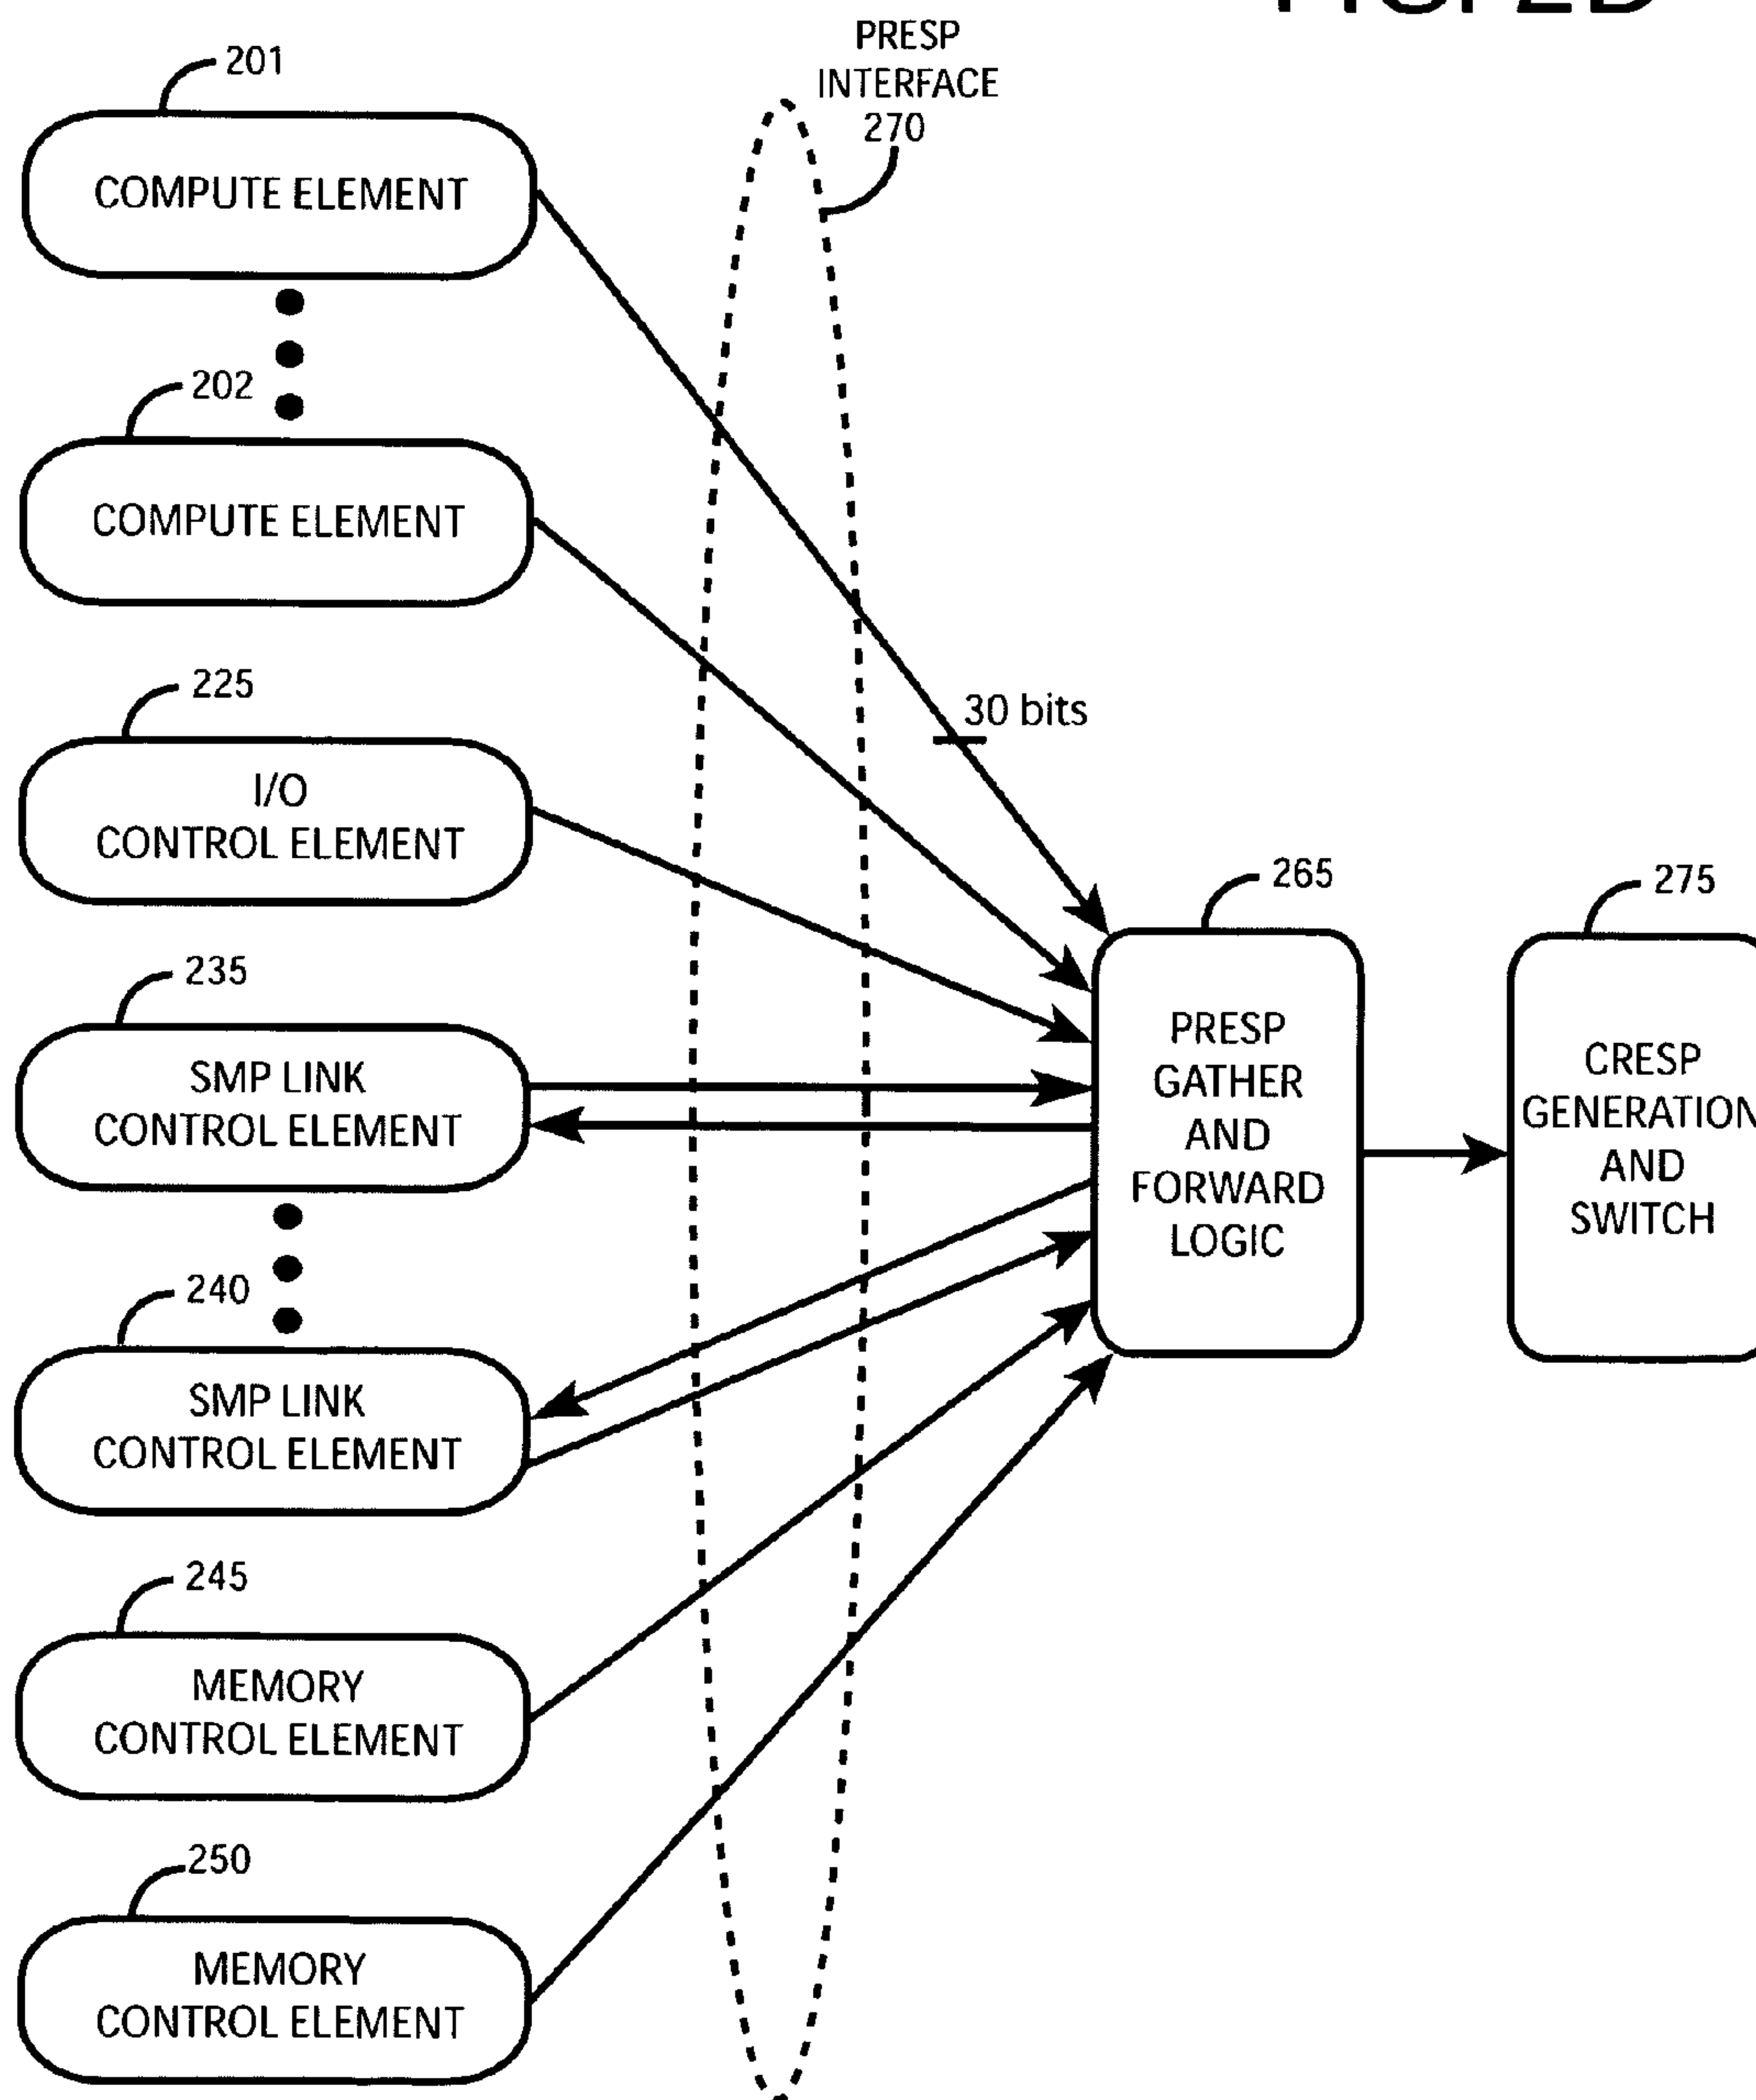 PRESP
INTERFACE
270
201
COMPUTE ELEMENT
202
COMPUTE ELEMENT
225
I/O
CONTROL ELEMENT
30 bits
235
SMP LINK
CONTROL ELEMENT
240
SMP LINK
CONTROL ELEMENT
245
MEMORY
CONTROL ELEMENT
250
MEMORY
CONTROL ELEMENT
265
PRESP
GATHER
AND
FORWARD
LOGIC
275
CRESP
GENERATION
AND
SWITCH